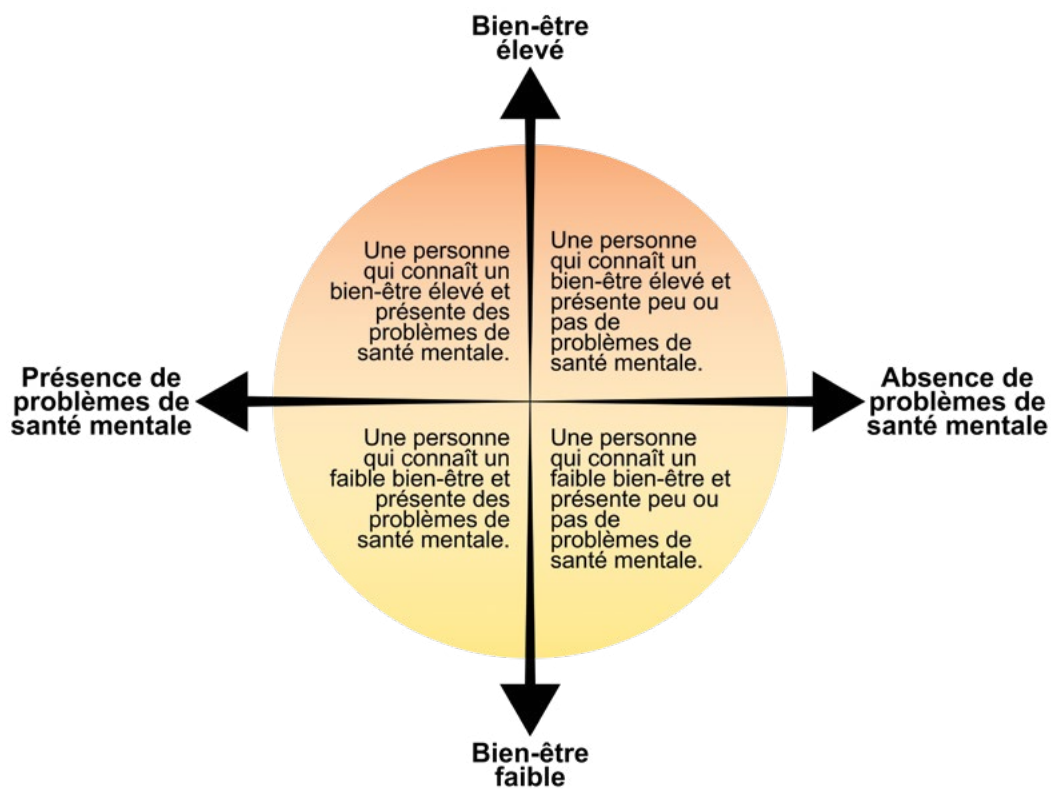 Bien-être
élevé
Une personne
qui connaît un
bien-être élevé et
présente des
problèmes de
santé mentale.
Une personne
qui connaît un
bien-être élevé et
présente peu ou
pas de
problèmes de
santé mentale.
Présence de
problèmes de
santé mentale
Absence de
problèmes de
santé mentale
Une personne
qui connaît un
faible bien-être et
présente des
problèmes de
santé mentale.
Une personne
qui connaît un
faible bien-être et
présente peu ou
pas de
problèmes de
santé mentale.
Bien-être
faible